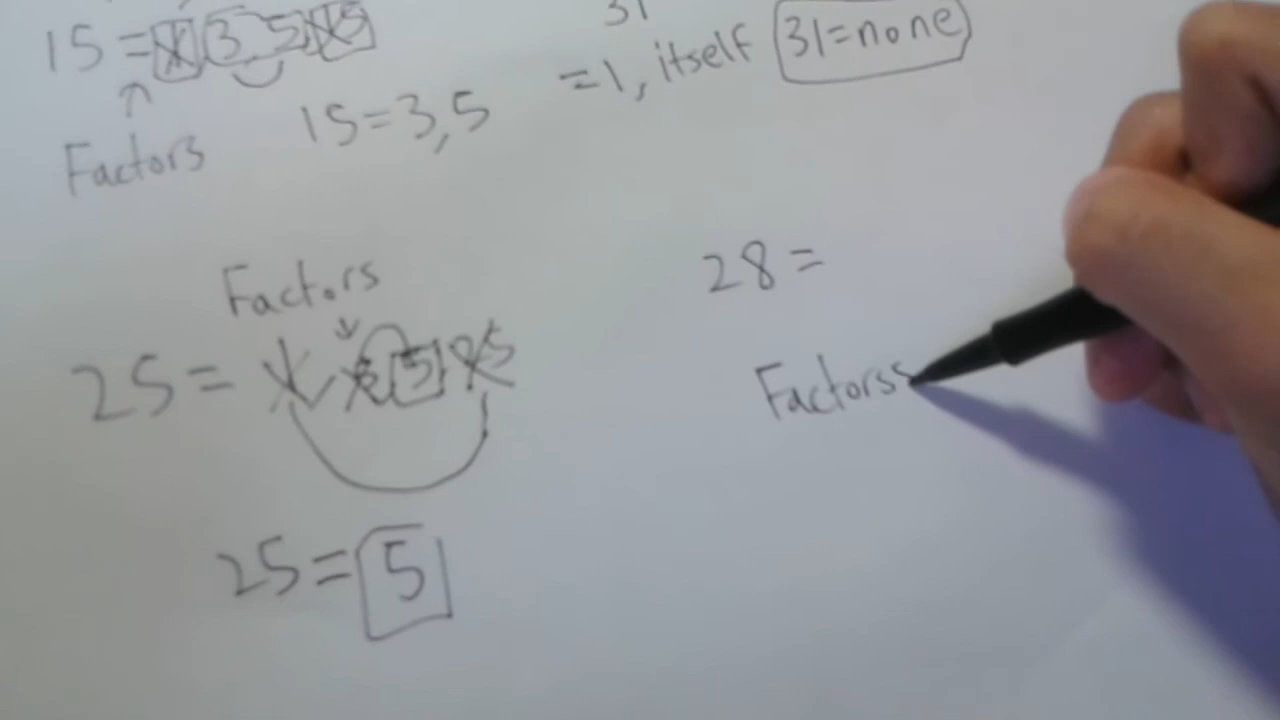 15 = 1 3 5 15
Factors
15=3,5
31
=1, itself
31=none
Factors
25 = 1 5 25
25=5
28=
Factorss